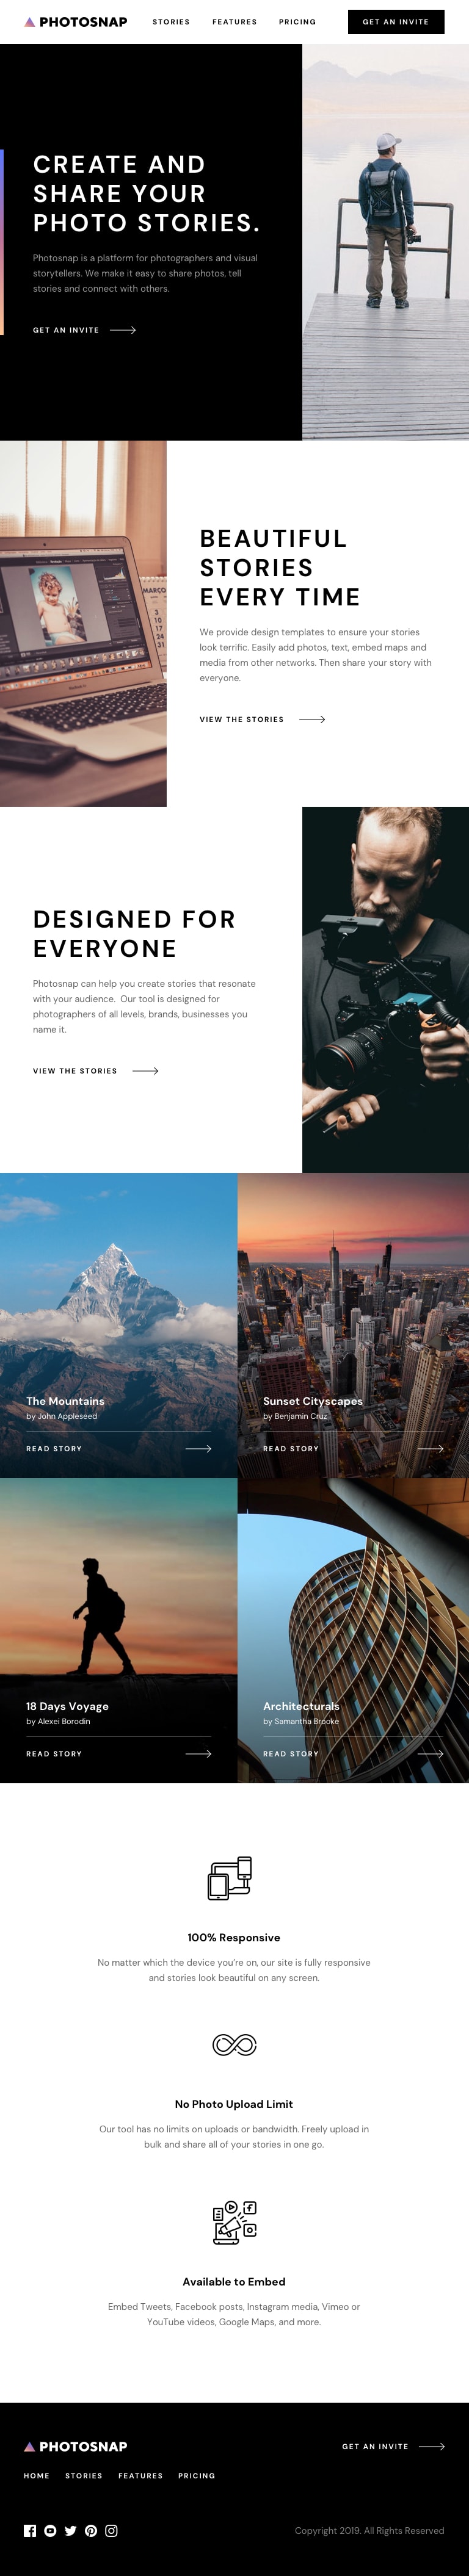 PHOTOSNAP STORIES FEATURES PRICING GET AN INVITE
CREATE AND
SHARE YOUR
PHOTO STORIES.
Photosnap is a platform for photographers and visual
storytellers. We make it easy to share photos, tell
stories and connect with others.
GET AN INVITE
BEAUTIFUL
STORIES
EVERY TIME
We provide design templates to ensure your stories
look terrific. Easily add photos, text, embed maps and
media from other networks. Then share your story with
everyone.
VIEW THE STORIES
DESIGNED FOR
EVERYONE
Photosnap can help you create stories that resonate
with your audience.  Our tool is designed for
photographers of all levels, brands, businesses you
name it.
VIEW THE STORIES
The Mountains
by John Appleseed
READ STORY
Sunset Cityscapes
by Benjamin Cruz
READ STORY
18 Days Voyage
by Alexei Borodin
READ STORY
Architecturals
by Samantha Brooke
READ STORY
100% Responsive
No matter which the device you’re on, our site is fully responsive
and stories look beautiful on any screen.
No Photo Upload Limit
Our tool has no limits on uploads or bandwidth. Freely upload in
bulk and share all of your stories in one go.
Available to Embed
Embed Tweets, Facebook posts, Instagram media, Vimeo or
YouTube videos, Google Maps, and more.
PHOTOSNAP GET AN INVITE
HOME STORIES FEATURES PRICING
Copyright 2019. All Rights Reserved